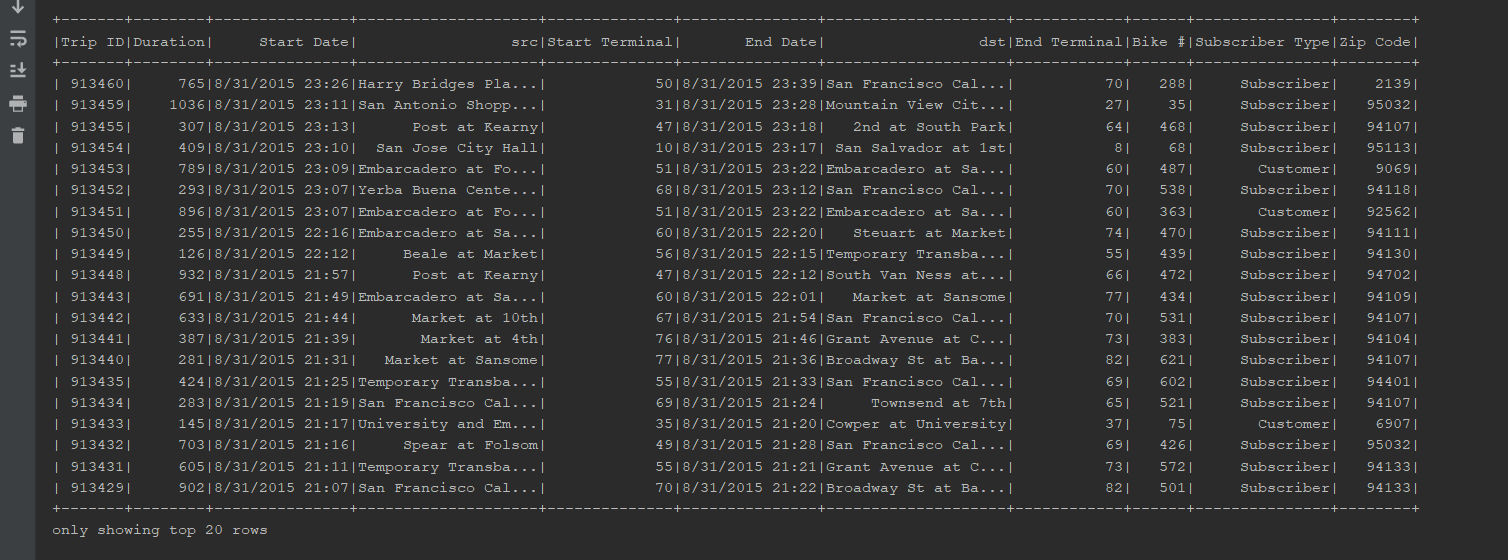 +-------+--------+---------------+--------------------+--------------+---------------+--------------------+------------+------+---------------+--------+
|Trip ID|Duration|     Start Date|                 src|Start Terminal|       End Date|                 dst|End Terminal|Bike #|Subscriber Type|Zip Code|
+-------+--------+---------------+--------------------+--------------+---------------+--------------------+------------+------+---------------+--------+
| 913460|     765|8/31/2015 23:26|Harry Bridges Pla...|            50|8/31/2015 23:39|San Francisco Cal...|          70|   288|     Subscriber|    2139|
| 913459|    1036|8/31/2015 23:11|San Antonio Shopp...|            31|8/31/2015 23:28|Mountain View Cit...|          27|    35|     Subscriber|   95032|
| 913455|     307|8/31/2015 23:13|      Post at Kearny|            47|8/31/2015 23:18|   2nd at South Park|          64|   468|     Subscriber|   94107|
| 913454|     409|8/31/2015 23:10|  San Jose City Hall|            10|8/31/2015 23:17| San Salvador at 1st|           8|    68|     Subscriber|   95113|
| 913453|     789|8/31/2015 23:09|Embarcadero at Fo...|            51|8/31/2015 23:22|Embarcadero at Sa...|          60|   487|       Customer|    9069|
| 913452|     293|8/31/2015 23:07|Yerba Buena Cente...|            68|8/31/2015 23:12|San Francisco Cal...|          70|   538|     Subscriber|   94118|
| 913451|     896|8/31/2015 23:07|Embarcadero at Fo...|            51|8/31/2015 23:22|Embarcadero at Sa...|          60|   363|       Customer|   92562|
| 913450|     255|8/31/2015 22:16|Embarcadero at Sa...|            60|8/31/2015 22:20|   Steuart at Market|          74|   470|     Subscriber|   94111|
| 913449|     126|8/31/2015 22:12|     Beale at Market|            56|8/31/2015 22:15|Temporary Transba...|          55|   439|     Subscriber|   94130|
| 913448|     932|8/31/2015 21:57|      Post at Kearny|            47|8/31/2015 22:12|South Van Ness at...|          66|   472|     Subscriber|   94702|
| 913443|     691|8/31/2015 21:49|Embarcadero at Sa...|            60|8/31/2015 22:01|   Market at Sansome|          77|   434|     Subscriber|   94109|
| 913442|     633|8/31/2015 21:44|      Market at 10th|            67|8/31/2015 21:54|San Francisco Cal...|          70|   531|     Subscriber|   94107|
| 913441|     387|8/31/2015 21:39|       Market at 4th|            76|8/31/2015 21:46|Grant Avenue at C...|          73|   383|     Subscriber|   94104|
| 913440|     281|8/31/2015 21:31|   Market at Sansome|            77|8/31/2015 21:36|Broadway St at Ba...|          82|   621|     Subscriber|   94107|
| 913435|     424|8/31/2015 21:25|Temporary Transba...|            55|8/31/2015 21:33|San Francisco Cal...|          69|   602|     Subscriber|   94401|
| 913434|     283|8/31/2015 21:19|San Francisco Cal...|            69|8/31/2015 21:24|     Townsend at 7th|          65|   521|     Subscriber|   94107|
| 913433|     145|8/31/2015 21:17|University and Em...|            35|8/31/2015 21:20|Cowper at University|          37|    75|       Customer|    6907|
| 913432|     703|8/31/2015 21:16|     Spear at Folsom|            49|8/31/2015 21:28|San Francisco Cal...|          69|   426|     Subscriber|   95032|
| 913431|     605|8/31/2015 21:11|Temporary Transba...|            55|8/31/2015 21:21|Grant Avenue at C...|          73|   572|     Subscriber|   94133|
| 913429|     902|8/31/2015 21:07|San Francisco Cal...|            70|8/31/2015 21:22|Broadway St at Ba...|          82|   501|     Subscriber|   94133|
+-------+--------+---------------+--------------------+--------------+---------------+--------------------+------------+------+---------------+--------+
only showing top 20 rows